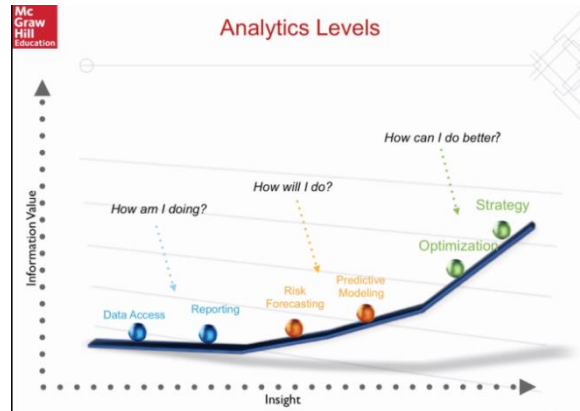 Mc
Graw
Hill
Education
Analytics Levels
How can I do better?
How will I do?
How am I doing?
Strategy
Optimization
Predictive
Modeling
Risk
Forecasting
Reporting
Data Access
Information Value
Insight